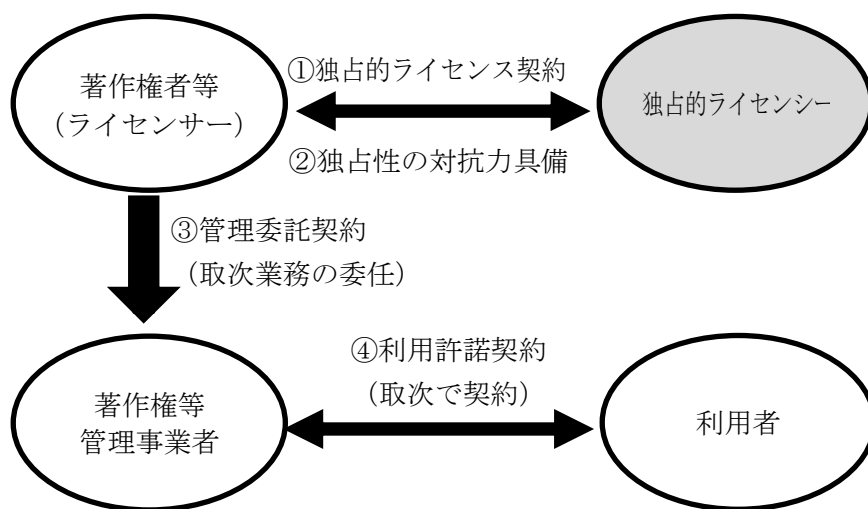 著作権者等
（ライセンサー）
①独占的ライセンス契約
②独占性の対抗力具備
独占的ライセンシー
③管理委託契約
（取次業務の委任）
著作権等
管理事業者
④利用許諾契約
（取次で契約）
利用者